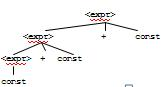 <expr>
<expr> + const
<expr> + const
const